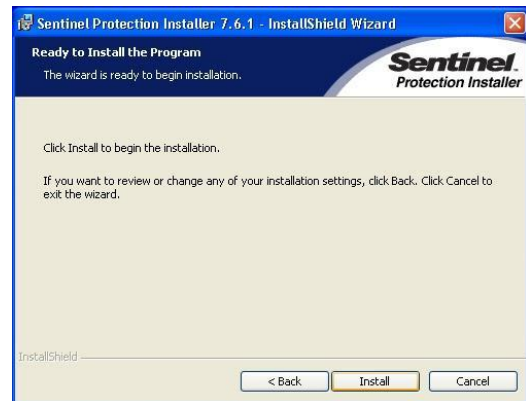 Sentinel Protection Installer 7.6.1 - InstallShield Wizard
Ready to Install the Program
The wizard is ready to begin installation.
Sentinel.
Protection Installer
Click Install to begin the installation.
If you want to review or change any of your installation settings, click Back. Click Cancel to
exit the wizard.
InstallShield
< Back
Install
Cancel